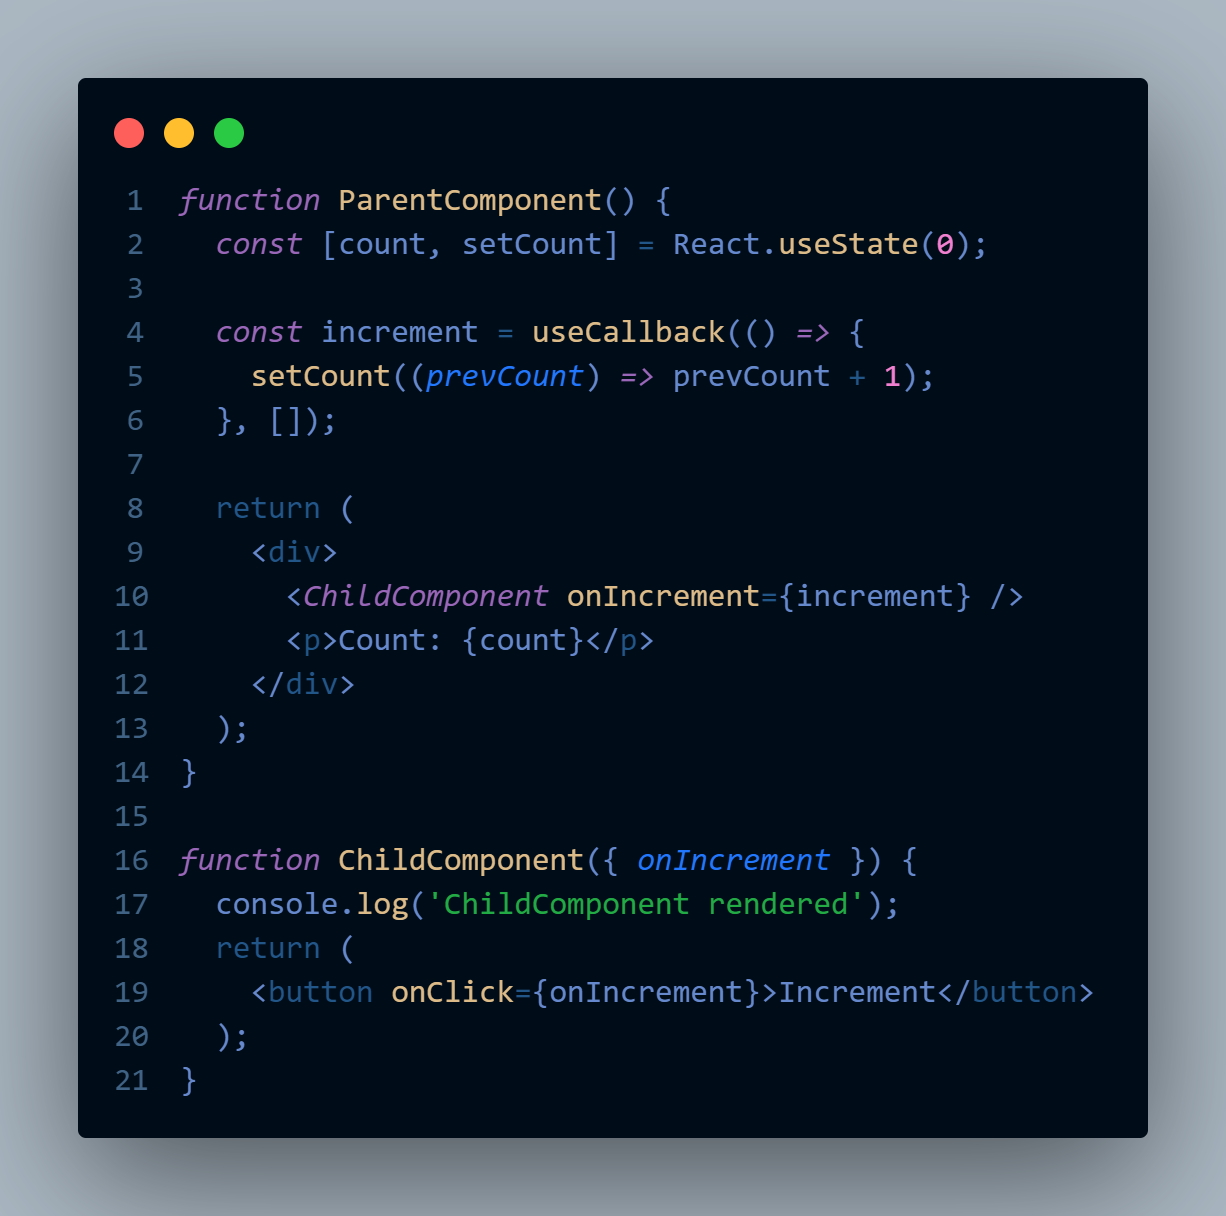 1 function ParentComponent() {
2   const [count, setCount] = React.useState(0);
3
4   const increment = useCallback(() => {
5     setCount((prevCount) => prevCount + 1);
6   }, []);
7
8   return (
9     <div>
10       <ChildComponent onIncrement={increment} />
11       <p>Count: {count}</p>
12     </div>
13   );
14 }
15
16 function ChildComponent({ onIncrement }) {
17   console.log('ChildComponent rendered');
18   return (
19     <button onClick={onIncrement}>Increment</button>
20   );
21 }